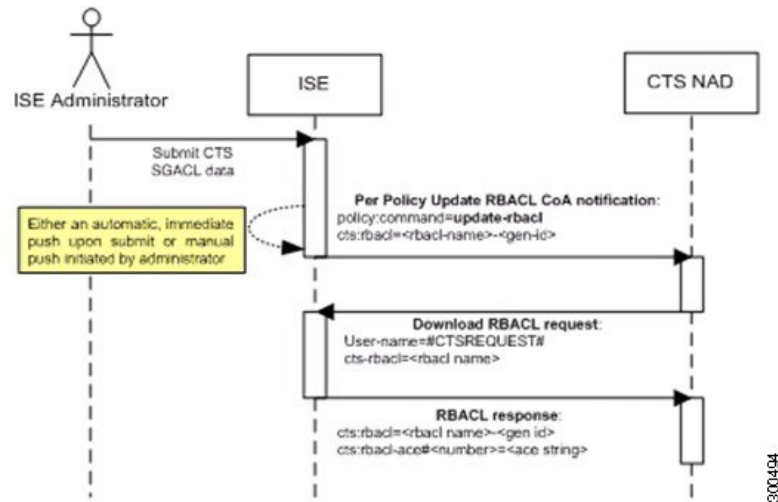 ISE Administrator
ISE
CTS NAD
Submit CTS
SGACL data
Either an automatic, immediate
push upon submit or manual
push initiated by administrator
Per Policy Update RBACL CoA notification:
policy:command=update-rbacl
cts:rbacl=<rbacl-name>-<gen-id>
Download RBACL request:
User-name=#CTSREQUEST#
cts-rbacl=<rbacl name>
RBACL response:
cts:rbacl=<rbacl name>-<gen id>
cts:rbacl-ace#<number>=<ace string>
300494